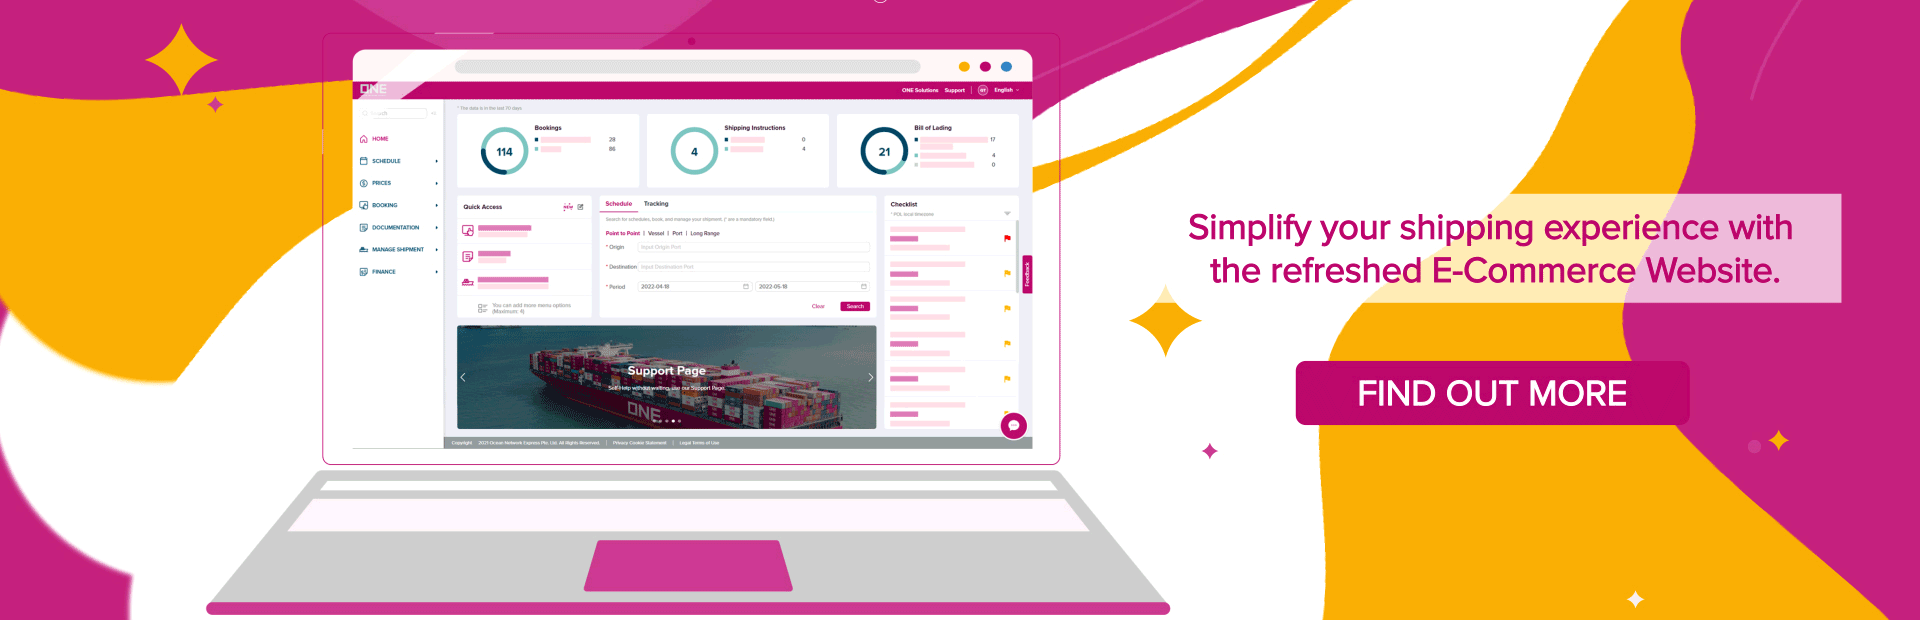 ONE
ONE Solutions Support | GT English
* The data is in the last 90 days
HOME
SCHEDULE
PRICES
BOOKING
DOCUMENTATION
MANAGE SHIPMENT
FINANCE
Bookings
114
28
86
Shipping Instructions
4
0
4
Bill of Lading
21
17
4
0
Quick Access
NEW
You can add more menu options
(Maximum: 4)
Schedule Tracking
Search for schedules, book, and manage your shipment. (* are a mandatory field.)
Point to Point | Vessel | Port | Long Range
* Origin Input Origin Port
* Destination Input Destination Port
* Period 2022-04-18 2022-05-18
Clear Search
Checklist
* POL local timezone
Feedback
Support Page
Self-Help without waiting, use our Support Page.
ONE
Copyright 2023 Ocean Network Express Pte. Ltd. All Rights Reserved. | Privacy Cookie Statement | Legal Terms of Use
Simplify your shipping experience with
the refreshed E-Commerce Website.
FIND OUT MORE